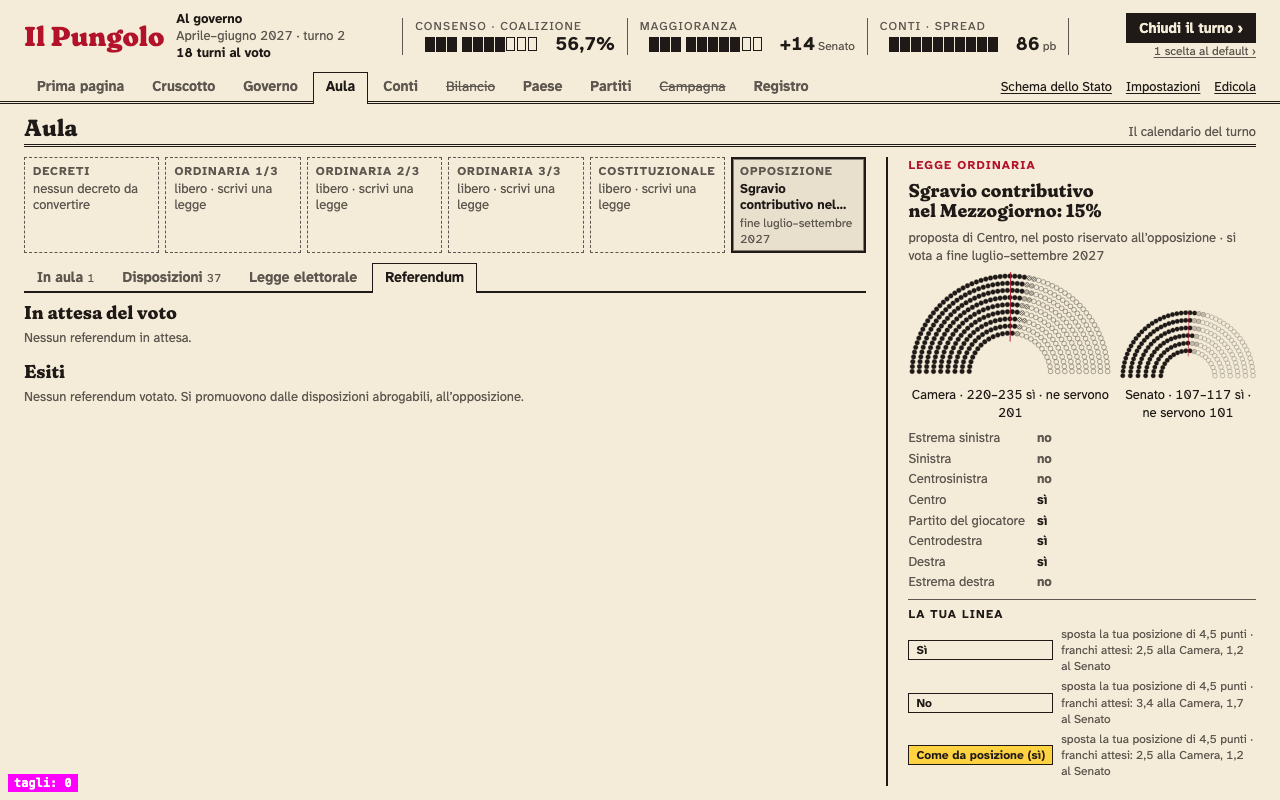 Il Pungolo
Al governo
Aprile–giugno 2027 · turno 2
18 turni al voto
CONSENSO · COALIZIONE
56,7%
MAGGIORANZA
+14 Senato
CONTI · SPREAD
86 pb
Chiudi il turno ›
1 scelta al default ›
Prima pagina
Cruscotto
Governo
Aula
Conti
Bilancio
Paese
Partiti
Campagna
Registro
Schema dello Stato
Impostazioni
Edicola
Aula
Il calendario del turno
DECRETI
nessun decreto da
convertire
ORDINARIA 1/3
libero · scrivi una
legge
ORDINARIA 2/3
libero · scrivi una
legge
ORDINARIA 3/3
libero · scrivi una
legge
COSTITUZIONALE
libero · scrivi una
legge
OPPOSIZIONE
Sgravio
contributivo nel…
fine luglio–settembre
2027
In aula 1
Disposizioni 37
Legge elettorale
Referendum
In attesa del voto
Nessun referendum in attesa.
Esiti
Nessun referendum votato. Si promuovono dalle disposizioni abrogabili, all’opposizione.
LEGGE ORDINARIA
Sgravio contributivo
nel Mezzogiorno: 15%
proposta di Centro, nel posto riservato all’opposizione · si
vota a fine luglio–settembre 2027
Camera · 220–235 sì · ne servono
201
Senato · 107–117 sì ·
ne servono 101
Estrema sinistra no
Sinistra no
Centrosinistra no
Centro sì
Partito del giocatore sì
Centrodestra sì
Destra sì
Estrema destra no
LA TUA LINEA
Sì
sposta la tua posizione di 4,5 punti ·
franchi attesi: 2,5 alla Camera, 1,2
al Senato
No
sposta la tua posizione di 4,5 punti ·
franchi attesi: 3,4 alla Camera, 1,7
al Senato
Come da posizione (sì)
sposta la tua posizione di 4,5 punti ·
franchi attesi: 2,5 alla Camera, 1,2
al Senato
tagli: 0